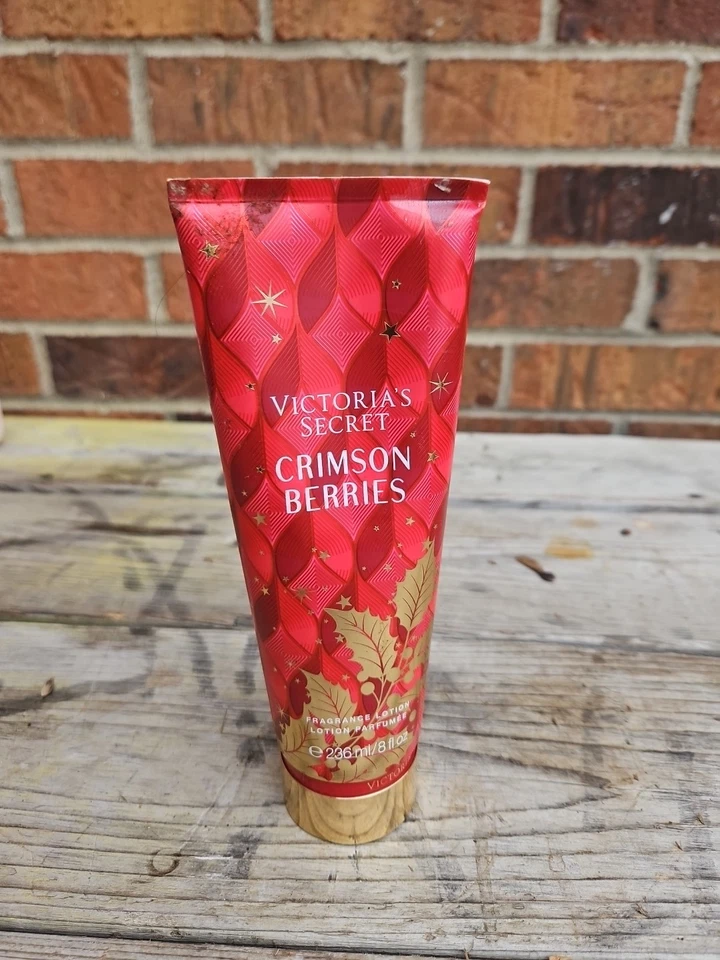 VICTORIA'S
SECRET
CRIMSON
BERRIES
FRAGRANCE LOTION
LOTION PARFUMÉE
℮ 236 ml/8 fl oz